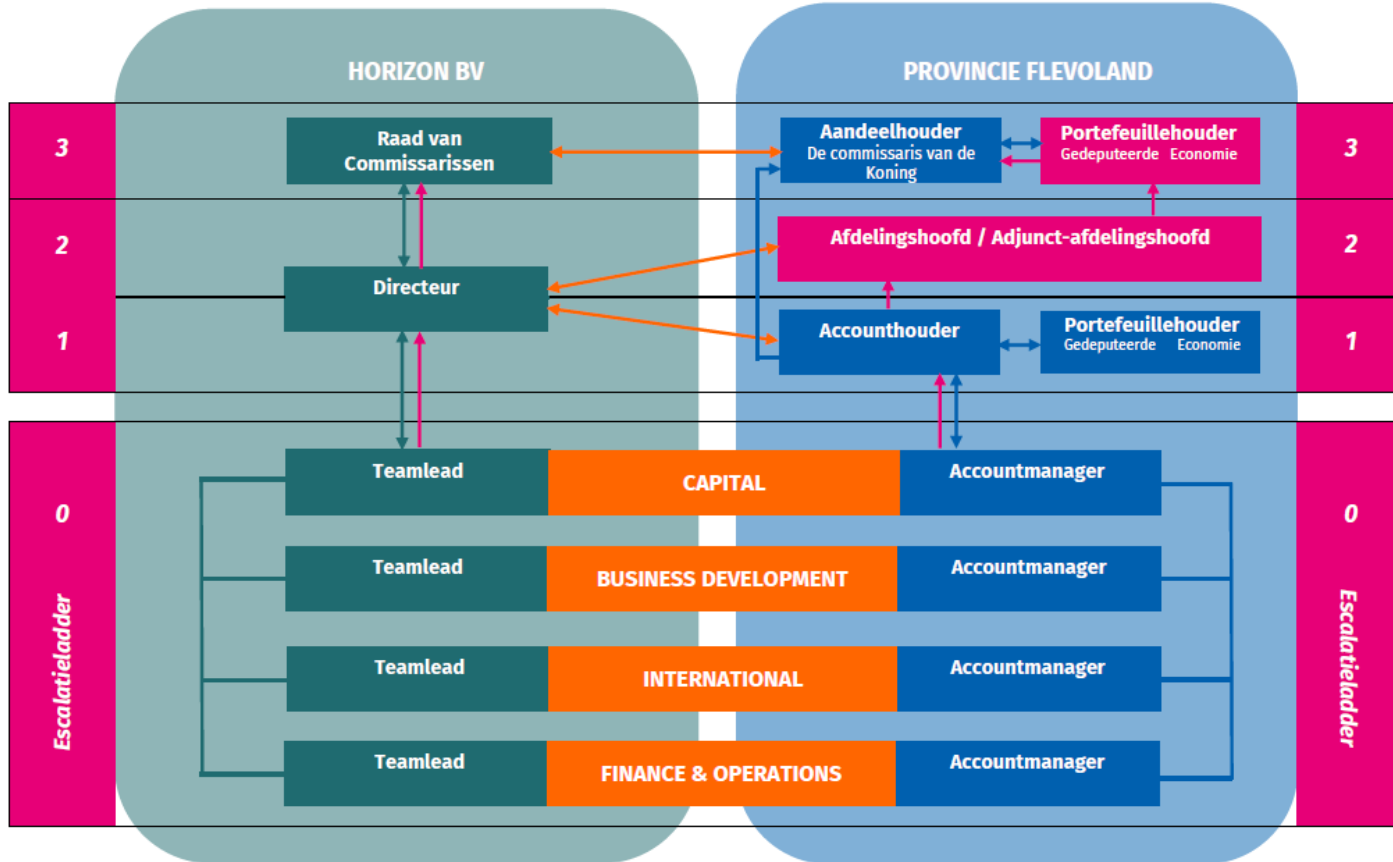 HORIZON BV
PROVINCIE FLEVOLAND
3
Raad van
Commissarissen
Aandeelhouder
De commissaris van de
Koning
Portefeuillehouder
Gedeputeerde Economie
3
2
Afdelingshoofd / Adjunct-afdelingshoofd
2
Directeur
1
Accounthouder
Portefeuillehouder
Gedeputeerde Economie
1
0
Escalatieladder
Teamlead
CAPITAL
Accountmanager
Teamlead
BUSINESS DEVELOPMENT
Accountmanager
Teamlead
INTERNATIONAL
Accountmanager
Teamlead
FINANCE & OPERATIONS
Accountmanager
0
Escalatieladder